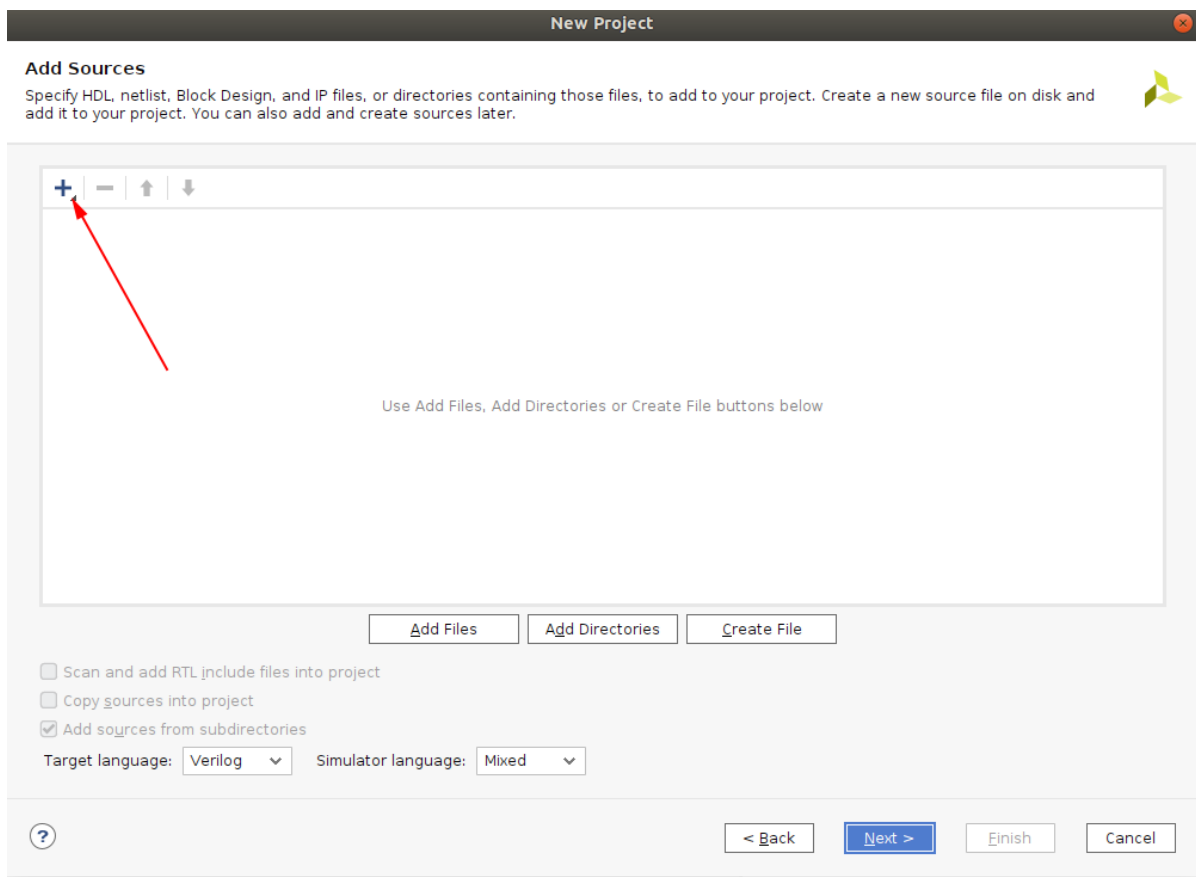 New Project
Add Sources
Specify HDL, netlist, Block Design, and IP files, or directories containing those files, to add to your project. Create a new source file on disk and
add it to your project. You can also add and create sources later.
Use Add Files, Add Directories or Create File buttons below
Add Files Add Directories Create File
Scan and add RTL include files into project
Copy sources into project
Add sources from subdirectories
Target language: Verilog Simulator language: Mixed
? < Back Next > Finish Cancel